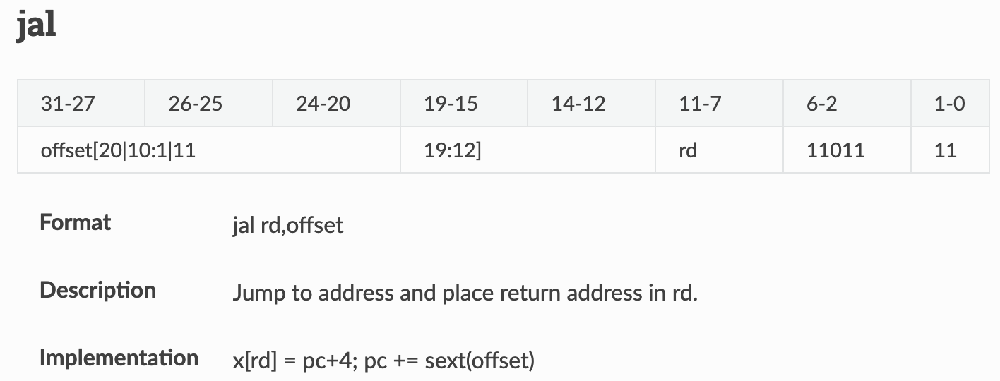 jal
31-27 26-25 24-20 19-15 14-12 11-7 6-2 1-0
offset[20|10:1|11 19:12] rd 11011 11
Format jal rd,offset
Description Jump to address and place return address in rd.
Implementation x[rd] = pc+4; pc += sext(offset)